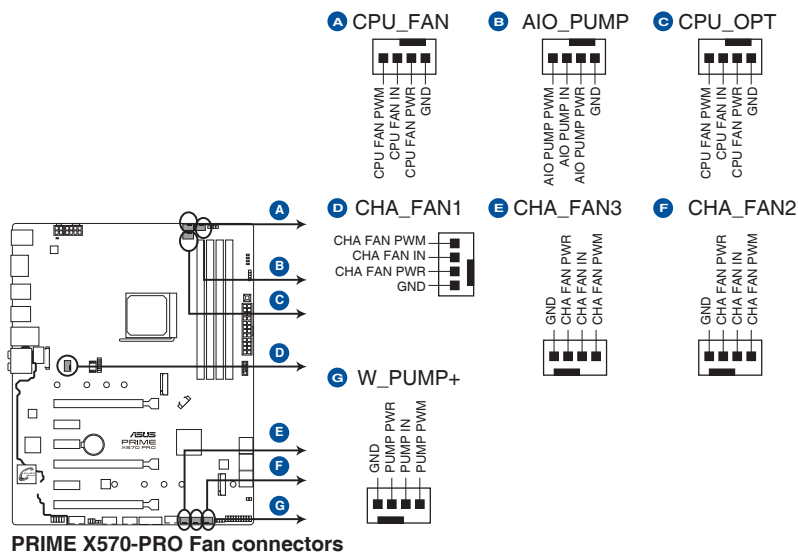 A CPU_FAN
CPU FAN PWM
CPU FAN IN
CPU FAN PWR
GND
B AIO_PUMP
AIO PUMP PWM
AIO PUMP IN
AIO PUMP PWR
GND
C CPU_OPT
CPU FAN PWM
CPU FAN IN
CPU FAN PWR
GND
A
B
C
D
E
F
G
D CHA_FAN1
CHA FAN PWM
CHA FAN IN
CHA FAN PWR
GND
E CHA_FAN3
GND
CHA FAN PWR
CHA FAN IN
CHA FAN PWM
F CHA_FAN2
GND
CHA FAN PWR
CHA FAN IN
CHA FAN PWM
G W_PUMP+
GND
PUMP PWR
PUMP IN
PUMP PWM
ASUS
PRIME
X570-PRO
PRIME X570-PRO Fan connectors